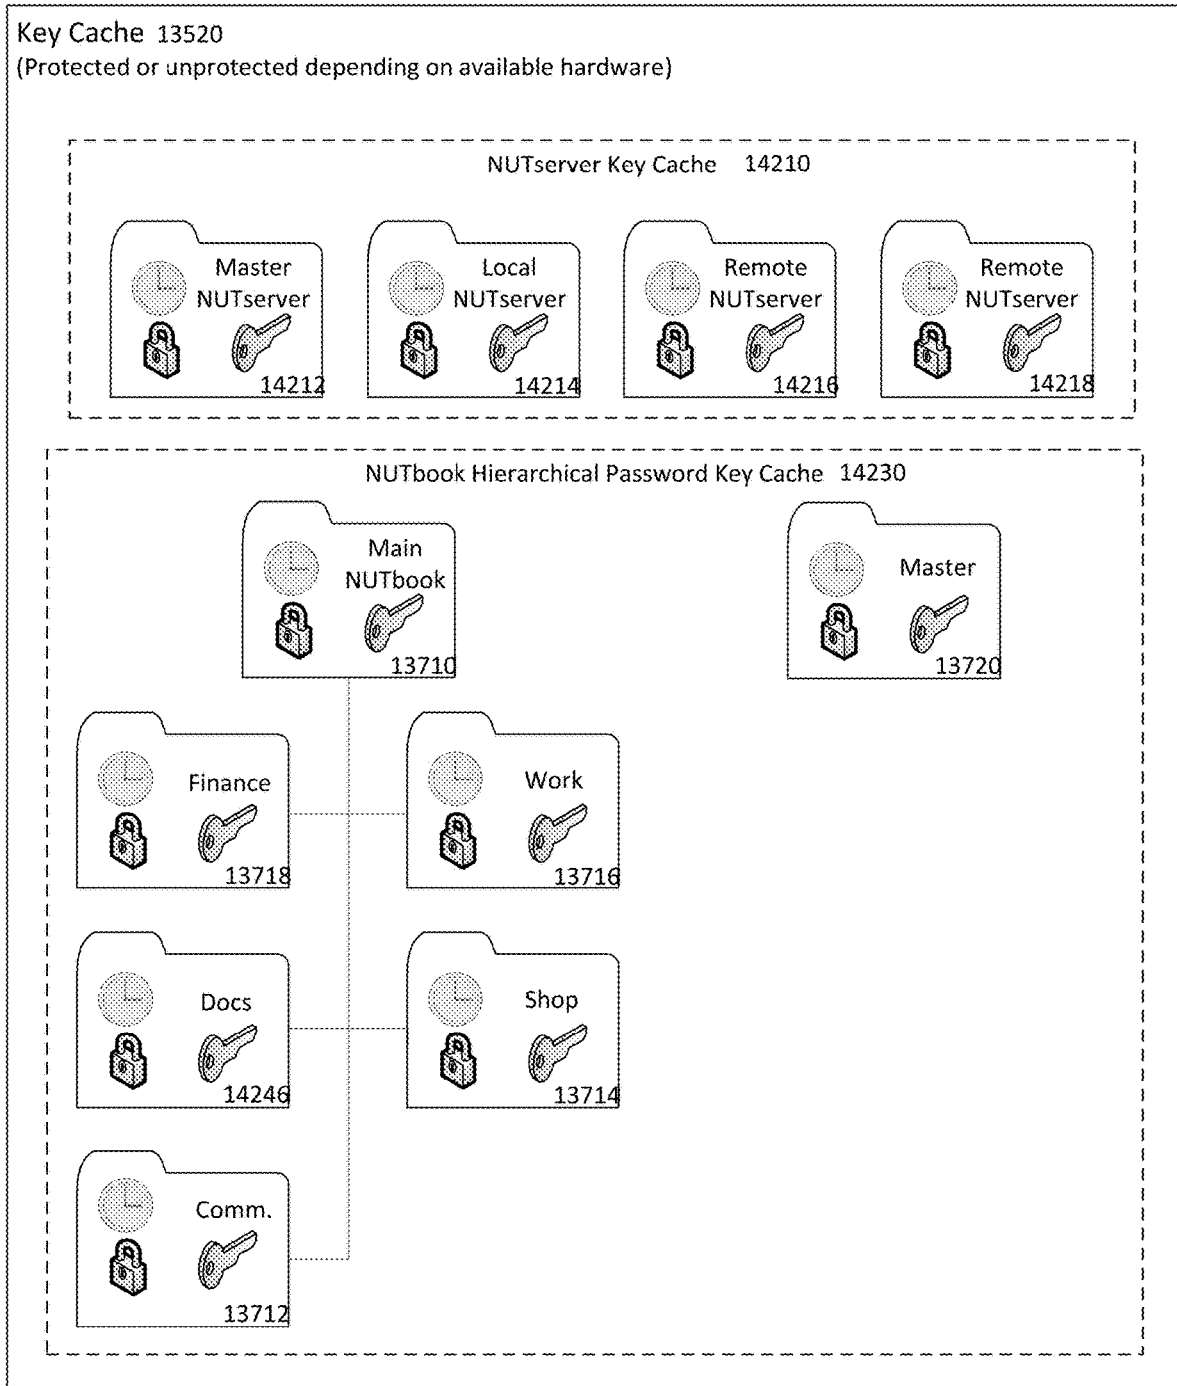 Key Cache 13520
(Protected or unprotected depending on available hardware)
NUTserver Key Cache 14210
Master
NUTserver
14212
Local
NUTserver
14214
Remote
NUTserver
14216
Remote
NUTserver
14218
NUTbook Hierarchical Password Key Cache 14230
Main
NUTbook
13710
Master
13720
Finance
13718
Work
13716
Docs
14246
Shop
13714
Comm.
13712